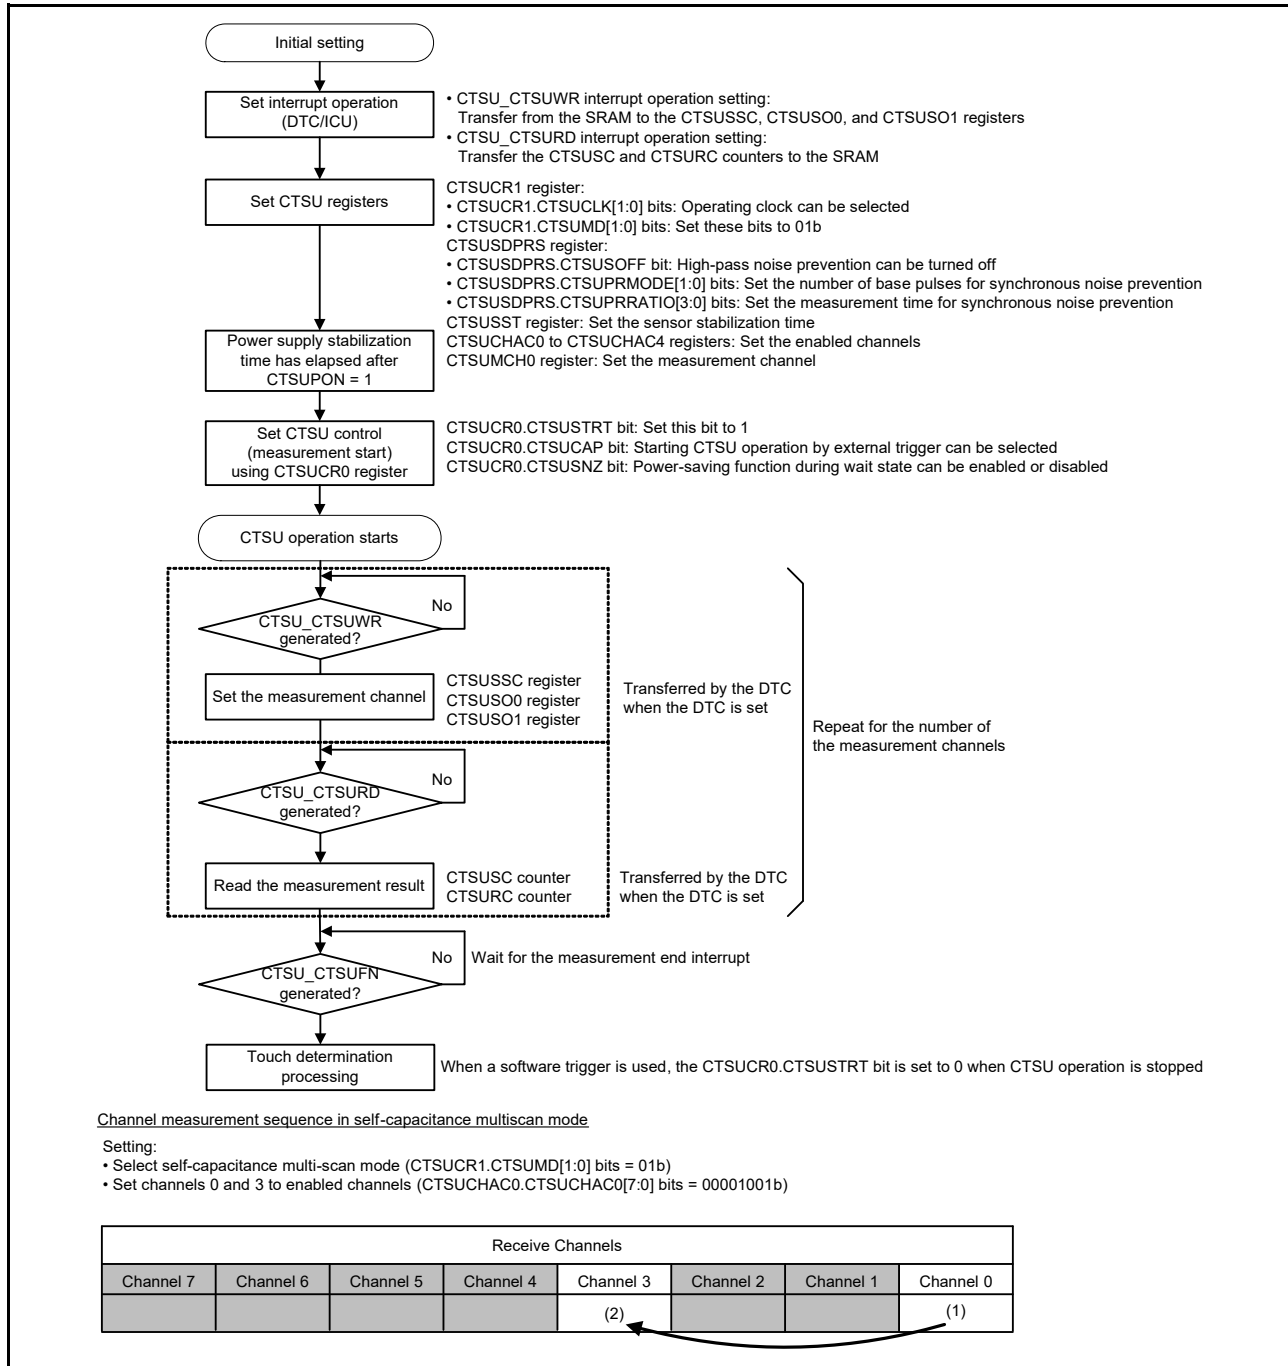 Initial setting
Set interrupt operation
(DTC/ICU)
• CTSU_CTSUWR interrupt operation setting:
Transfer from the SRAM to the CTSUSSC, CTSUSO0, and CTSUSO1 registers
• CTSU_CTSURD interrupt operation setting:
Transfer the CTSUSC and CTSURC counters to the SRAM
Set CTSU registers
CTSUCR1 register:
• CTSUCR1.CTSUCLK[1:0] bits: Operating clock can be selected
• CTSUCR1.CTSUMD[1:0] bits: Set these bits to 01b
CTSUSDPRS register:
• CTSUSDPRS.CTSUSOFF bit: High-pass noise prevention can be turned off
• CTSUSDPRS.CTSUPRMODE[1:0] bits: Set the number of base pulses for synchronous noise prevention
• CTSUSDPRS.CTSUPRRATIO[3:0] bits: Set the measurement time for synchronous noise prevention
CTSUSST register: Set the sensor stabilization time
CTSUCHAC0 to CTSUCHAC4 registers: Set the enabled channels
CTSUMCH0 register: Set the measurement channel
Power supply stabilization
time has elapsed after
CTSUPON = 1
Set CTSU control
(measurement start)
using CTSUCR0 register
CTSUCR0.CTSUSTRT bit: Set this bit to 1
CTSUCR0.CTSUCAP bit: Starting CTSU operation by external trigger can be selected
CTSUCR0.CTSUSNZ bit: Power-saving function during wait state can be enabled or disabled
CTSU operation starts
No
CTSU_CTSUWR
generated?
Set the measurement channel
CTSUSSC register
CTSUSO0 register
CTSUSO1 register
Transferred by the DTC
when the DTC is set
Repeat for the number of
the measurement channels
No
CTSU_CTSURD
generated?
Read the measurement result
CTSUSC counter
CTSURC counter
Transferred by the DTC
when the DTC is set
No
Wait for the measurement end interrupt
CTSU_CTSUFN
generated?
Touch determination
processing
When a software trigger is used, the CTSUCR0.CTSUSTRT bit is set to 0 when CTSU operation is stopped
Channel measurement sequence in self-capacitance multiscan mode
Setting:
• Select self-capacitance multi-scan mode (CTSUCR1.CTSUMD[1:0] bits = 01b)
• Set channels 0 and 3 to enabled channels (CTSUCHAC0.CTSUCHAC0[7:0] bits = 00001001b)
Receive Channels
Channel 7 Channel 6 Channel 5 Channel 4 Channel 3 Channel 2 Channel 1 Channel 0
(2) (1)